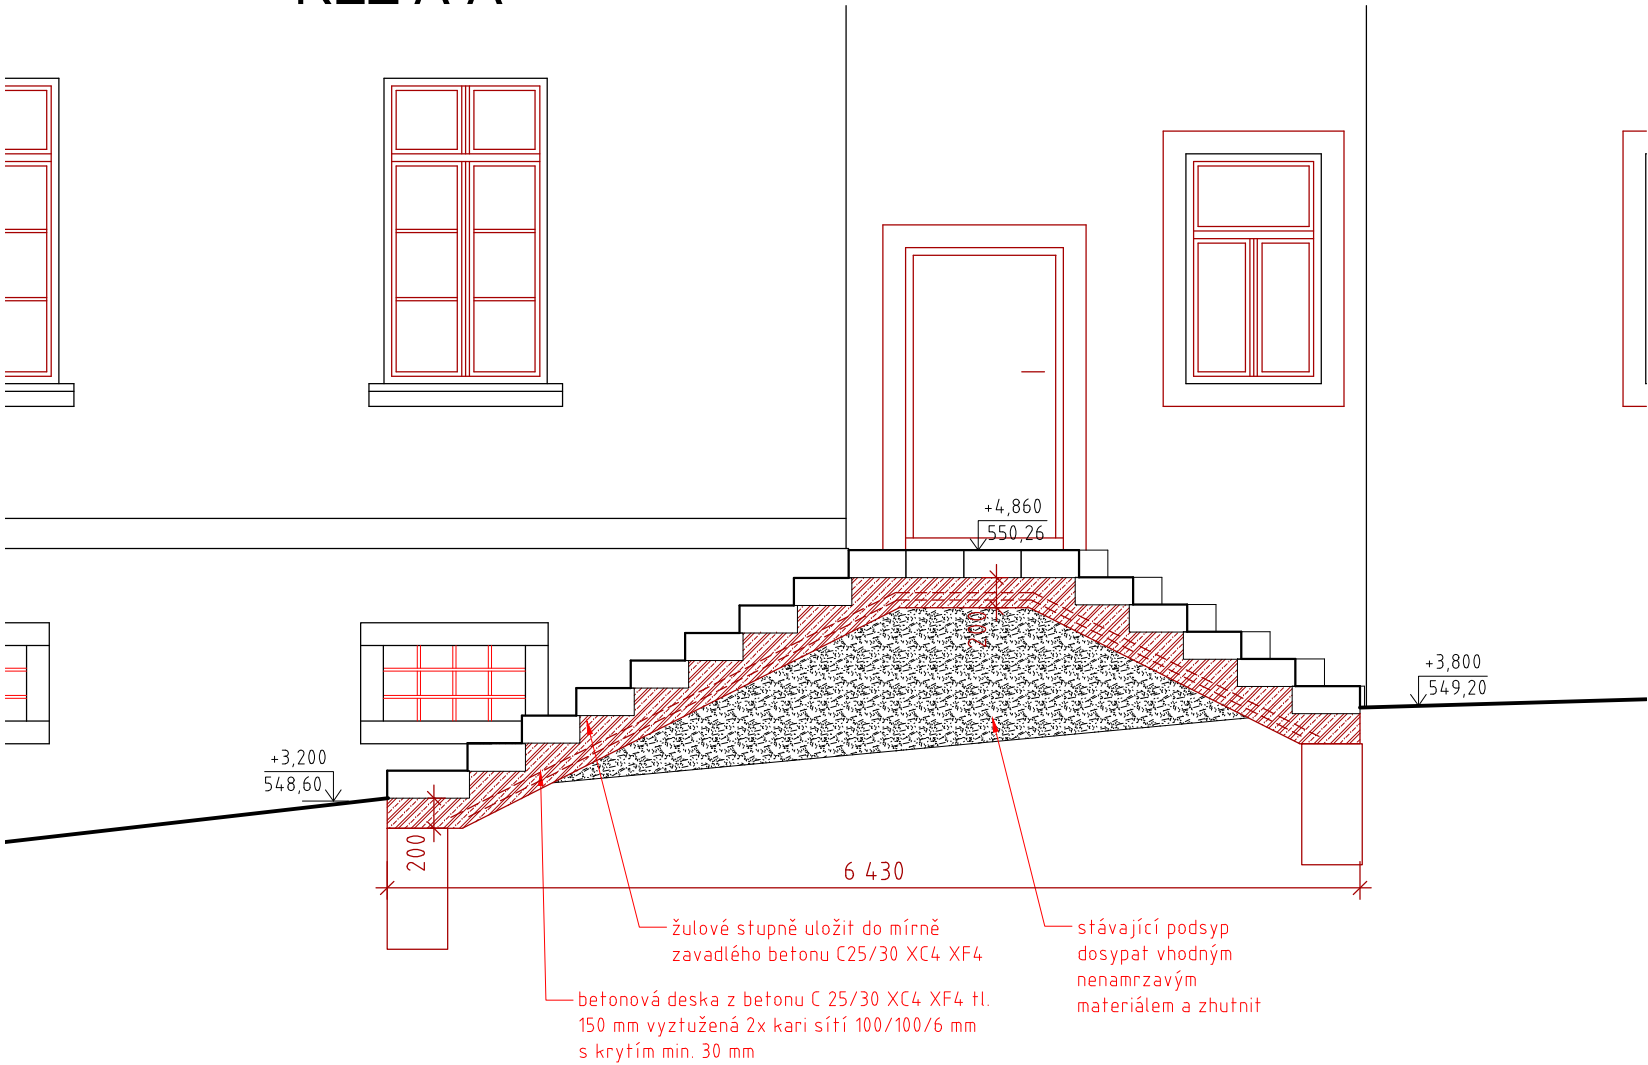 +4,860
550,26
200
+3,800
549,20
+3,200
548,60
200
6 430
žulové stupně uložit do mírně
zavadlého betonu C25/30 XC4 XF4
stávající podsyp
dosypat vhodným
nenamrzavým
materiálem a zhutnit
betonová deska z betonu C 25/30 XC4 XF4 tl.
150 mm vyztužená 2x kari sítí 100/100/6 mm
s krytím min. 30 mm